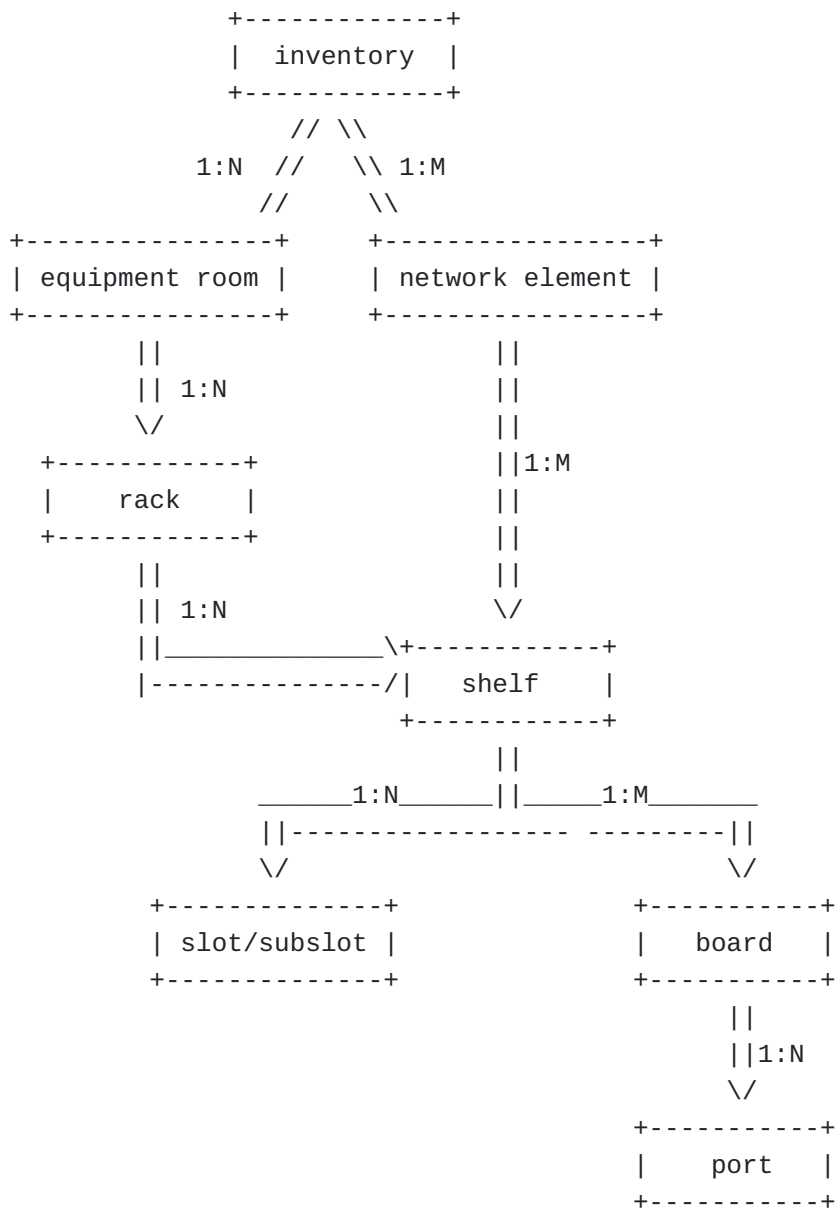 inventory
1:N 1:M
equipment room network element
1:N
1:M
rack
1:N
shelf
1:N 1:M
slot/subslot board
1:N
port